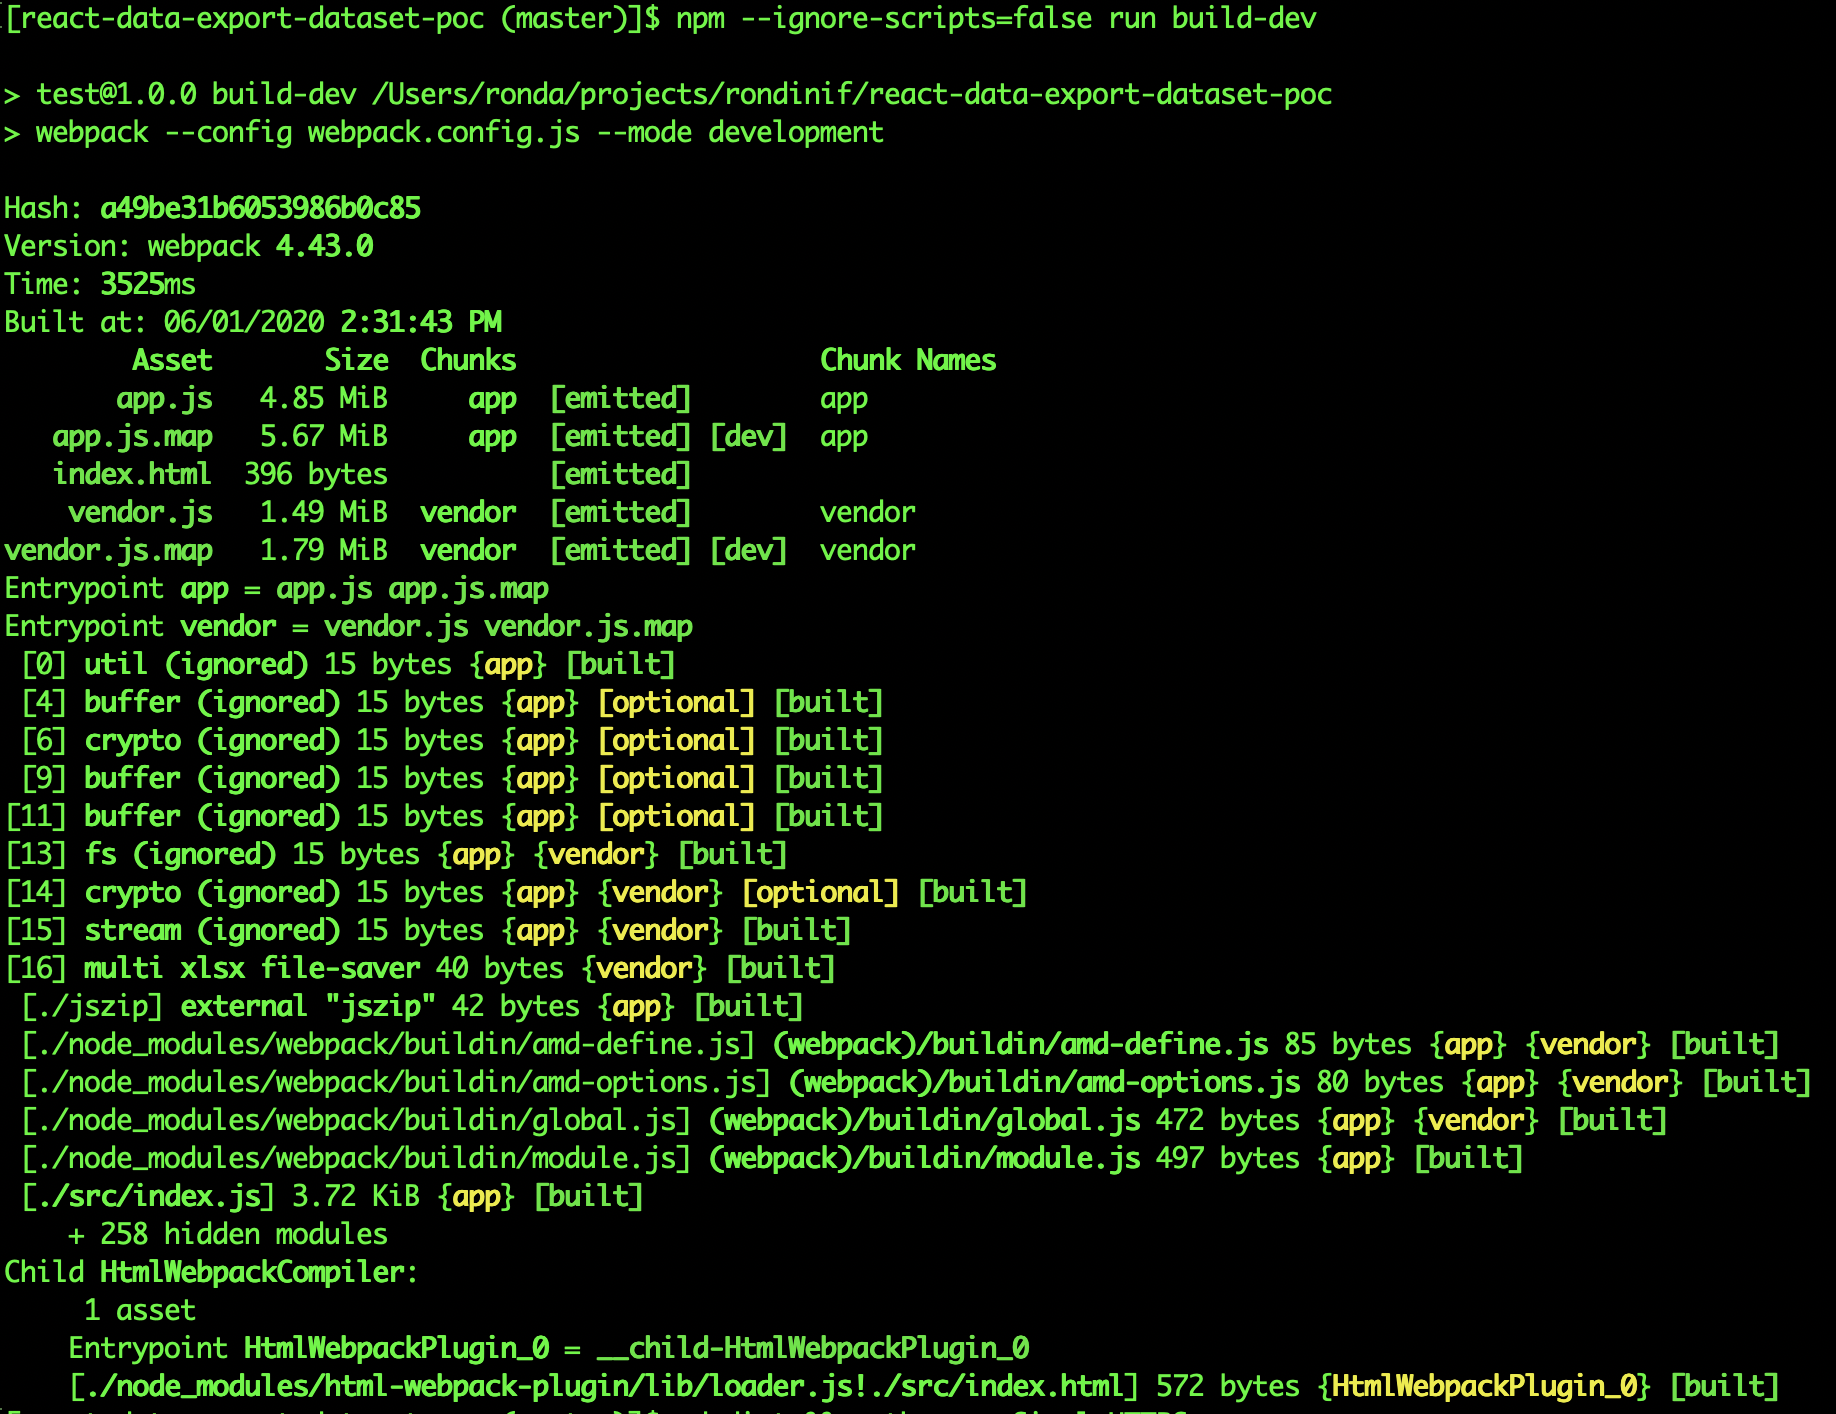 [react-data-export-dataset-poc (master)]$ npm --ignore-scripts=false run build-dev
> test@1.0.0 build-dev /Users/ronda/projects/rondinif/react-data-export-dataset-poc
> webpack --config webpack.config.js --mode development
Hash: a49be31b6053986b0c85
Version: webpack 4.43.0
Time: 3525ms
Built at: 06/01/2020 2:31:43 PM
Asset Size Chunks Chunk Names
app.js 4.85 MiB app [emitted] app
app.js.map 5.67 MiB app [emitted] [dev] app
index.html 396 bytes [emitted]
vendor.js 1.49 MiB vendor [emitted] vendor
vendor.js.map 1.79 MiB vendor [emitted] [dev] vendor
Entrypoint app = app.js app.js.map
Entrypoint vendor = vendor.js vendor.js.map
[0] util (ignored) 15 bytes {app} [built]
[4] buffer (ignored) 15 bytes {app} [optional] [built]
[6] crypto (ignored) 15 bytes {app} [optional] [built]
[9] buffer (ignored) 15 bytes {app} [optional] [built]
[11] buffer (ignored) 15 bytes {app} [optional] [built]
[13] fs (ignored) 15 bytes {app} {vendor} [built]
[14] crypto (ignored) 15 bytes {app} {vendor} [optional] [built]
[15] stream (ignored) 15 bytes {app} {vendor} [built]
[16] multi xlsx file-saver 40 bytes {vendor} [built]
[./jszip] external "jszip" 42 bytes {app} [built]
[./node_modules/webpack/buildin/amd-define.js] (webpack)/buildin/amd-define.js 85 bytes {app} {vendor} [built]
[./node_modules/webpack/buildin/amd-options.js] (webpack)/buildin/amd-options.js 80 bytes {app} {vendor} [built]
[./node_modules/webpack/buildin/global.js] (webpack)/buildin/global.js 472 bytes {app} {vendor} [built]
[./node_modules/webpack/buildin/module.js] (webpack)/buildin/module.js 497 bytes {app} [built]
[./src/index.js] 3.72 KiB {app} [built]
+ 258 hidden modules
Child HtmlWebpackCompiler:
1 asset
Entrypoint HtmlWebpackPlugin_0 = __child-HtmlWebpackPlugin_0
[./node_modules/html-webpack-plugin/lib/loader.js!./src/index.html] 572 bytes {HtmlWebpackPlugin_0} [built]